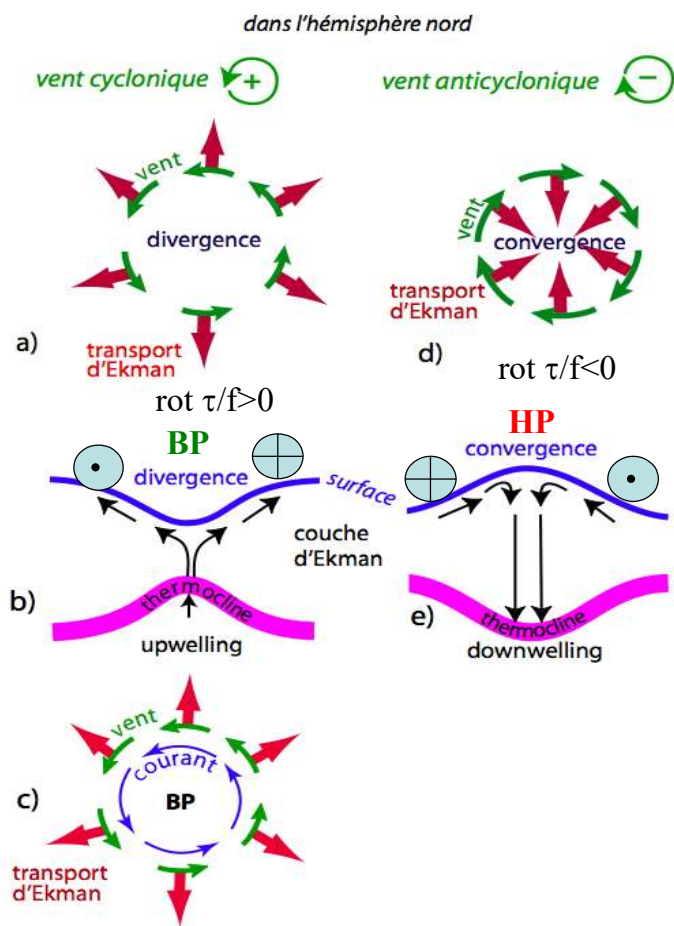 dans l'hémisphère nord
vent cyclonique +
vent anticyclonique −
vent
divergence
transport
d'Ekman
a)
vent
convergence
transport
d'Ekman
d)
rot τ/f>0
BP
divergence
surface
couche
d'Ekman
thermocline
b)
upwelling
rot τ/f<0
HP
convergence
e)
thermocline
downwelling
vent
courant
c)
BP
transport
d'Ekman